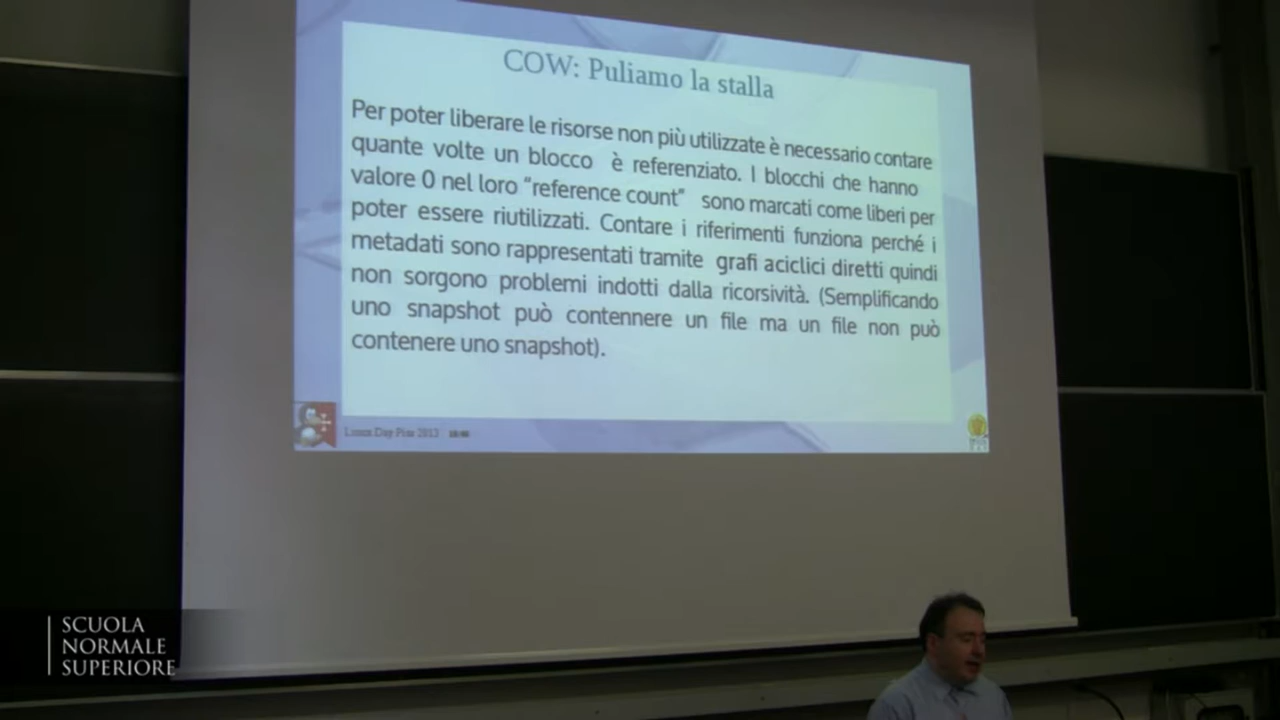 COW: Puliamo la stalla
Per poter liberare le risorse non più utilizzate è necessario contare
quante volte un blocco è referenziato. I blocchi che hanno
valore 0 nel loro “reference count” sono marcati come liberi per
poter essere riutilizzati. Contare i riferimenti funziona perché i
metadati sono rappresentati tramite grafi aciclici diretti quindi
non sorgono problemi indotti dalla ricorsività. (Semplificando
uno snapshot può contennere un file ma un file non può
contenere uno snapshot).
Linux Day Pisa 2013
SCUOLA
NORMALE
SUPERIORE